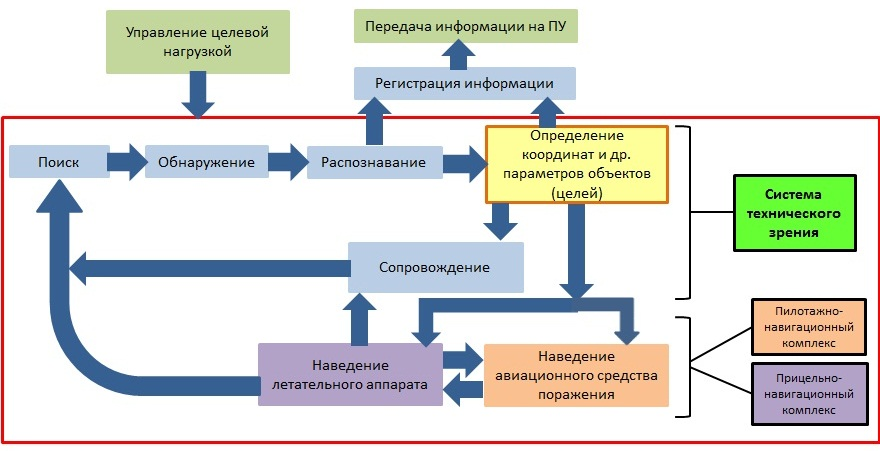 Управление целевой
нагрузкой
Передача информации на ПУ
Регистрация информации
Поиск
Обнаружение
Распознавание
Определение
координат и др.
параметров объектов
(целей)
Система
технического
зрения
Сопровождение
Наведение
летательного аппарата
Наведение
авиационного средства
поражения
Пилотажно-
навигационный
комплекс
Прицельно-
навигационный
комплекс